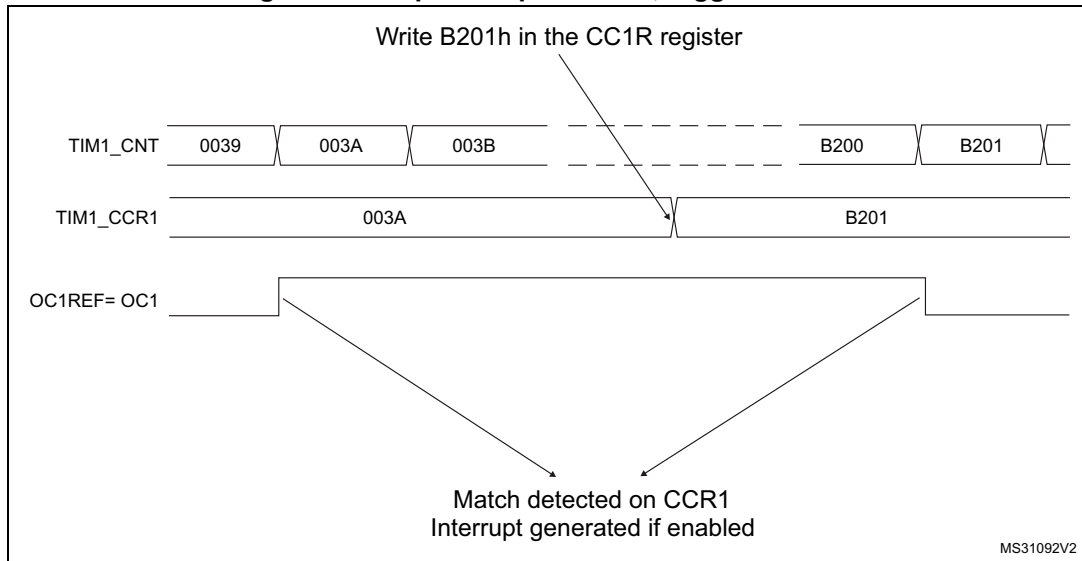 Write B201h in the CC1R register
TIM1_CNT 0039 003A 003B B200 B201
TIM1_CCR1 003A B201
OC1REF= OC1
Match detected on CCR1
Interrupt generated if enabled
MS31092V2